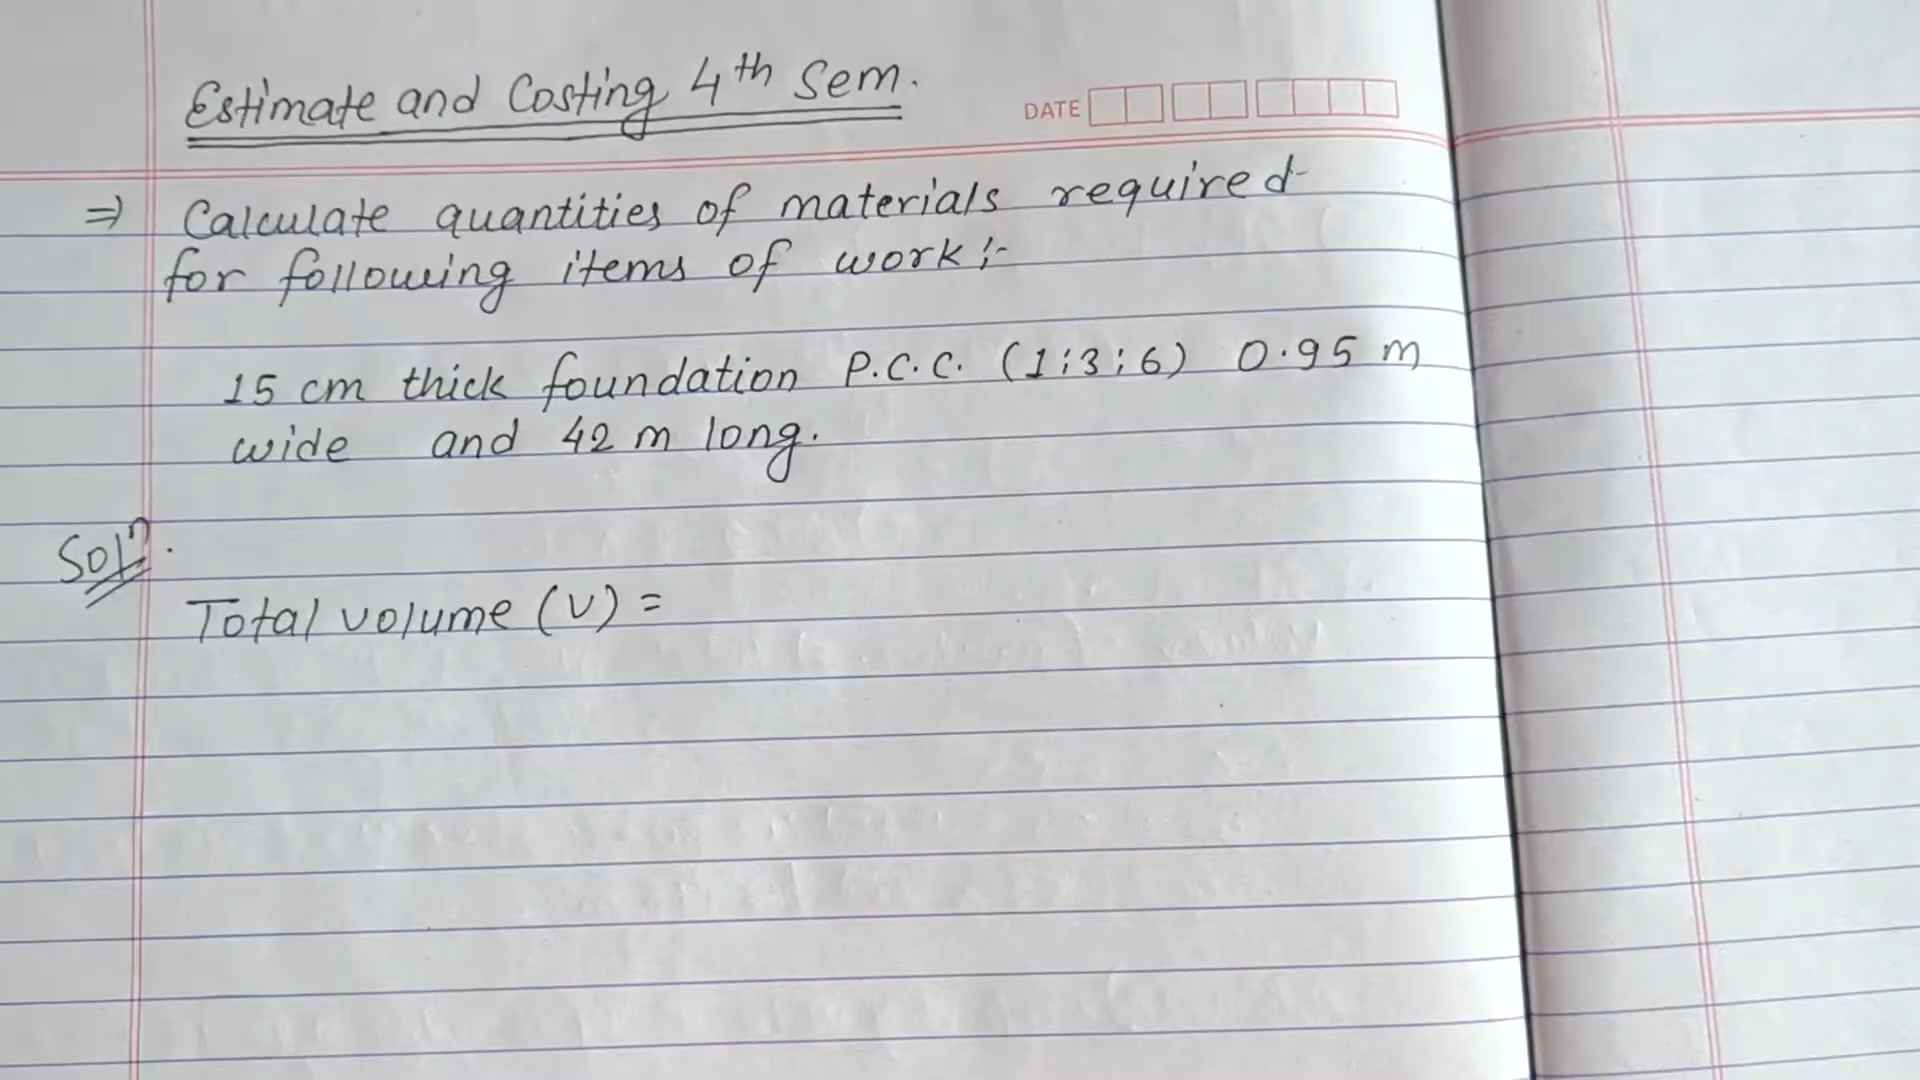 Estimate and Costing 4th Sem.
DATE
⇒ Calculate quantities of materials required
for following items of work :-
15 cm thick foundation P.C.C. (1:3:6) 0.95 m
wide and 42 m long.
Solⁿ.
Total volume (V) =